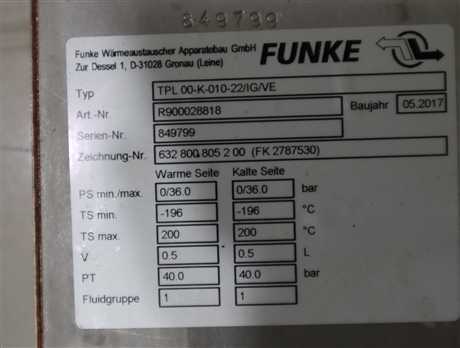 849799
Funke Wärmeaustauscher Apparatebau GmbH
Zur Dessel 1, D-31028 Gronau (Leine)
FUNKE
Typ TPL 00-K-010-22/IG/VE
Art.-Nr. R900028818 Baujahr 05.2017
Serien-Nr. 849799
Zeichnung-Nr. 632 800 805 2 00 (FK 2787530)
Warme Seite Kalte Seite
PS min./max. 0/36.0 0/36.0 bar
TS min. -196 -196 °C
TS max. 200 200 °C
V 0.5 0.5 L
PT 40.0 40.0 bar
Fluidgruppe 1 1